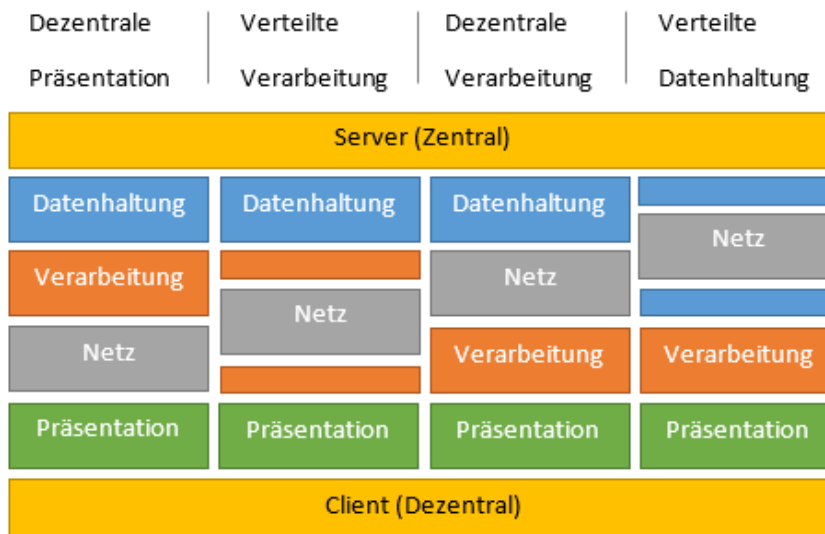 Dezentrale Präsentation
Verteilte Verarbeitung
Dezentrale Verarbeitung
Verteilte Datenhaltung
Server (Zentral)
Datenhaltung
Datenhaltung
Datenhaltung
Netz
Verarbeitung
Netz
Netz
Netz
Verarbeitung
Verarbeitung
Präsentation
Präsentation
Präsentation
Präsentation
Client (Dezentral)